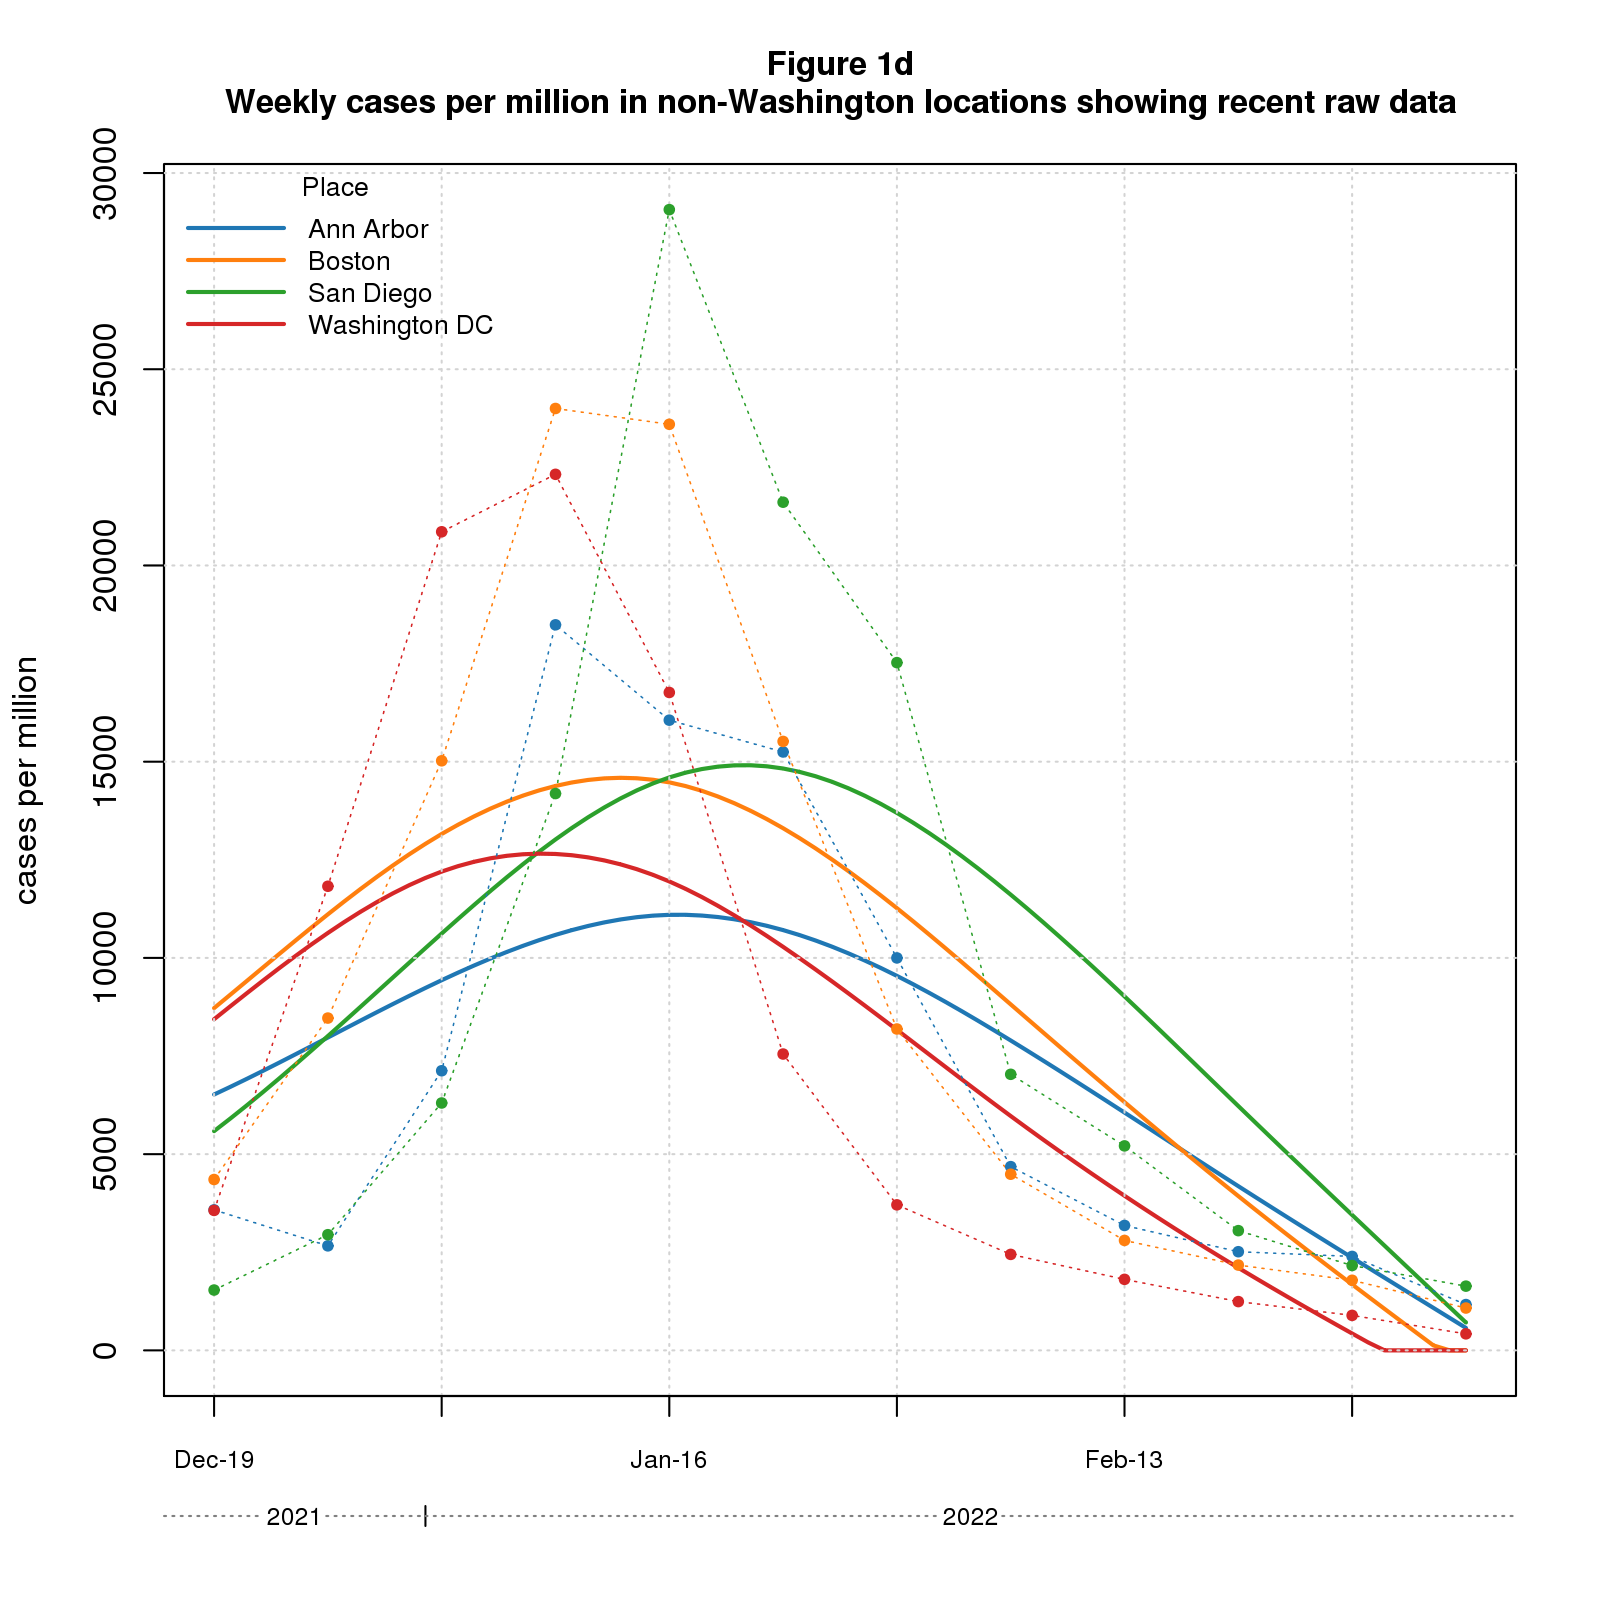 Figure 1d
Weekly cases per million in non-Washington locations showing recent raw data
30000
25000
20000
15000
10000
5000
0
cases per million
Place
Ann Arbor
Boston
San Diego
Washington DC
Dec-19 Jan-16 Feb-13
2021 2022